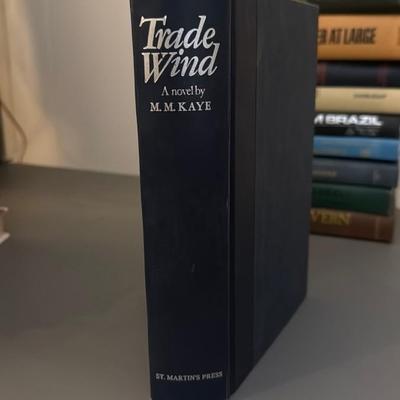 Trade
Wind
A novel by
M. M. KAYE
ST. MARTIN'S PRESS
ER AT LARGE
BRAZIL
VERN